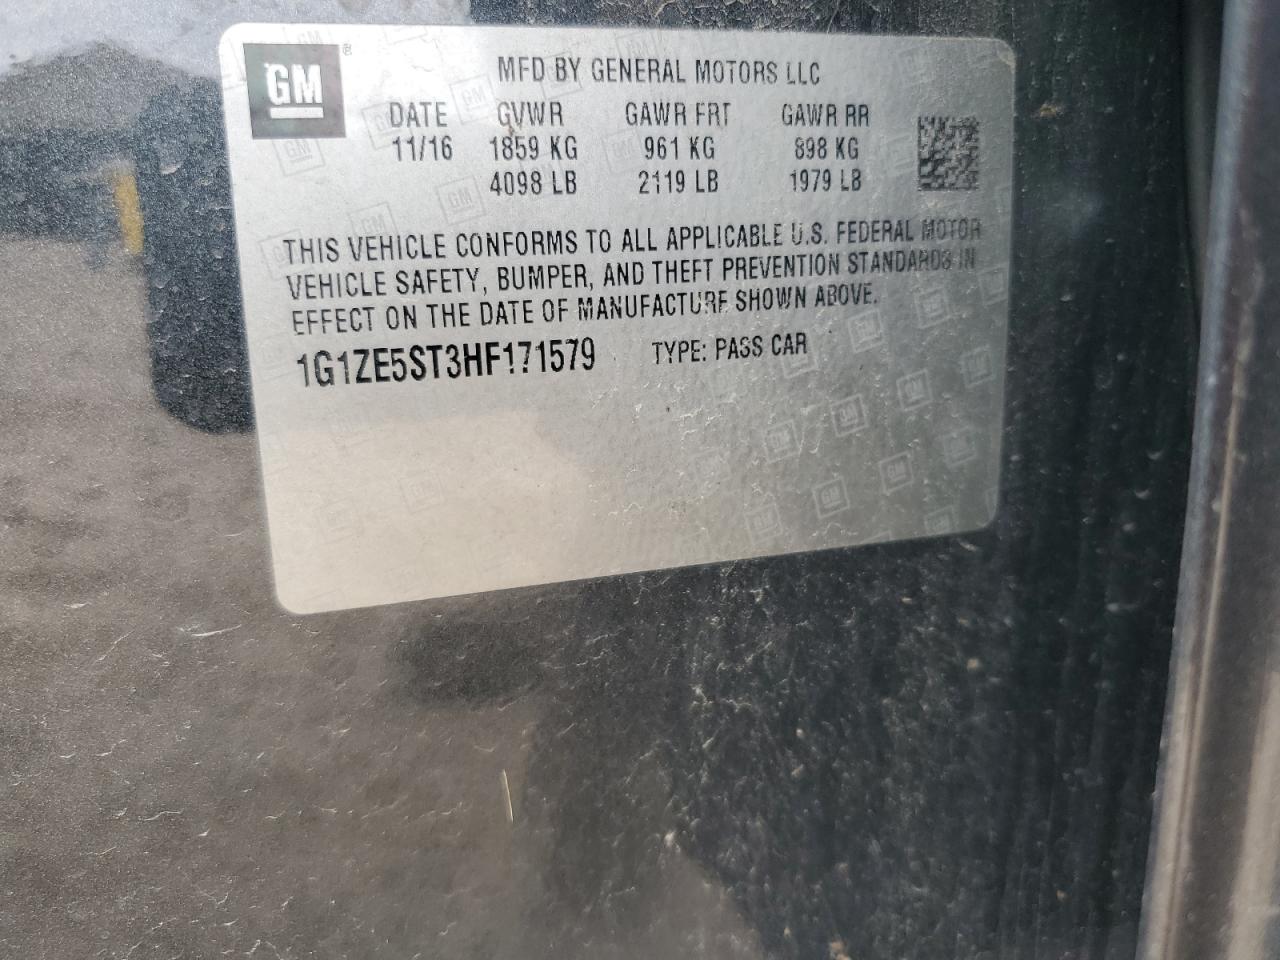 GM ®
MFD BY GENERAL MOTORS LLC
DATE GVWR GAWR FRT GAWR RR
11/16 1859 KG 961 KG 898 KG
4098 LB 2119 LB 1979 LB
THIS VEHICLE CONFORMS TO ALL APPLICABLE U.S. FEDERAL MOTOR
VEHICLE SAFETY, BUMPER, AND THEFT PREVENTION STANDARDS IN
EFFECT ON THE DATE OF MANUFACTURE SHOWN ABOVE.
1G1ZE5ST3HF171579 TYPE: PASS CAR